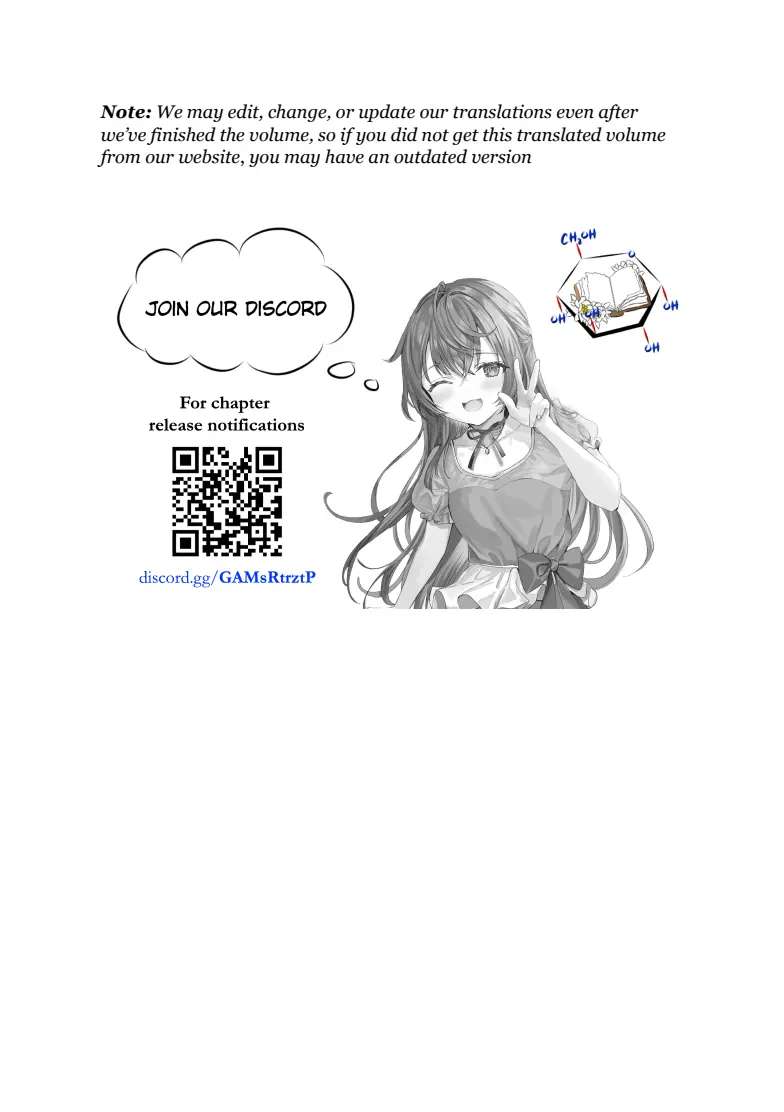 Note: We may edit, change, or update our translations even after
we've finished the volume, so if you did not get this translated volume
from our website, you may have an outdated version
JOIN OUR DISCORD
CH₂OH
O
OH
OH
OH
OH
For chapter
release notifications
discord.gg/GAMsRtrztP